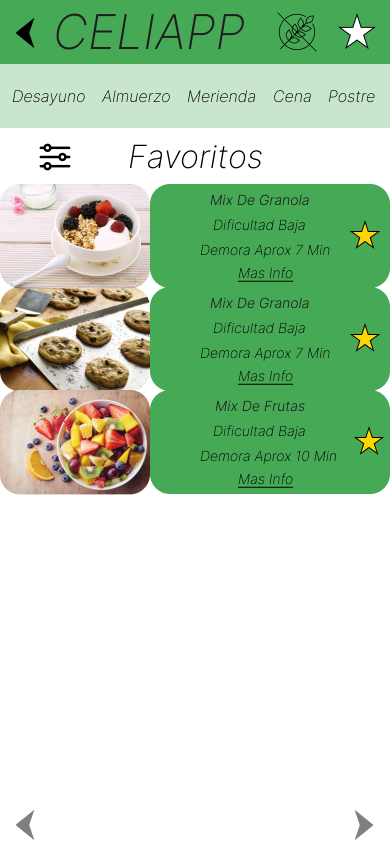 CELIAPP
Desayuno Almuerzo Merienda Cena Postre
Favoritos
Mix De Granola
Dificultad Baja
Demora Aprox 7 Min
Mas Info
Mix De Granola
Dificultad Baja
Demora Aprox 7 Min
Mas Info
Mix De Frutas
Dificultad Baja
Demora Aprox 10 Min
Mas Info